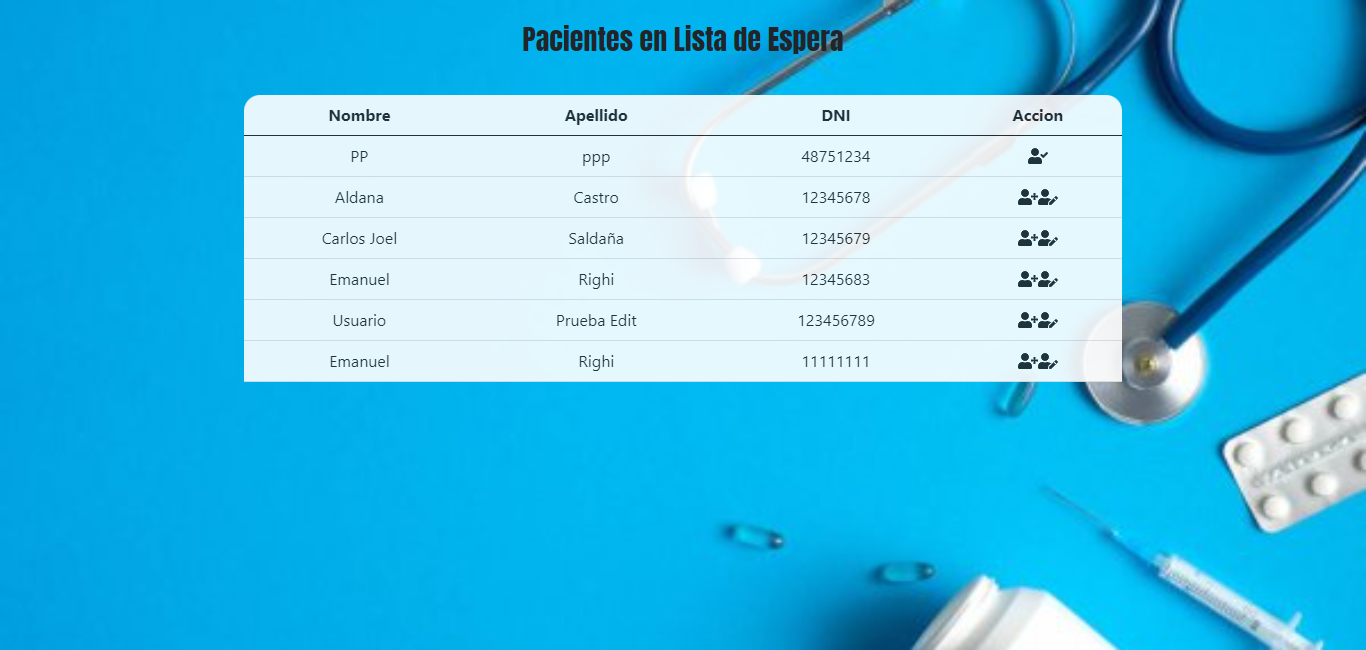 Pacientes en Lista de Espera
Nombre Apellido DNI Accion
PP ppp 48751234
Aldana Castro 12345678
Carlos Joel Saldaña 12345679
Emanuel Righi 12345683
Usuario Prueba Edit 123456789
Emanuel Righi 11111111